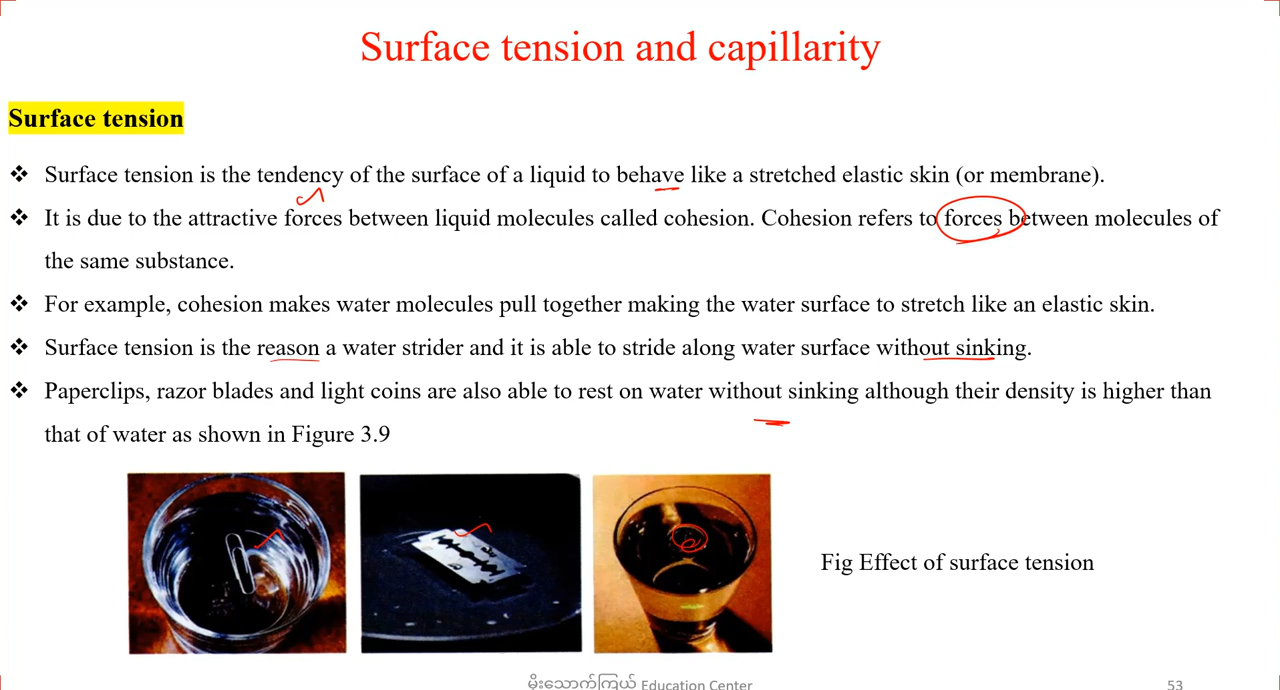 Surface tension and capillarity
Surface tension
❖ Surface tension is the tendency of the surface of a liquid to behave like a stretched elastic skin (or membrane).
❖ It is due to the attractive forces between liquid molecules called cohesion. Cohesion refers to forces between molecules of
the same substance.
❖ For example, cohesion makes water molecules pull together making the water surface to stretch like an elastic skin.
❖ Surface tension is the reason a water strider and it is able to stride along water surface without sinking.
❖ Paperclips, razor blades and light coins are also able to rest on water without sinking although their density is higher than
that of water as shown in Figure 3.9
Fig Effect of surface tension
မိုးသောက်ကြယ် Education Center
53